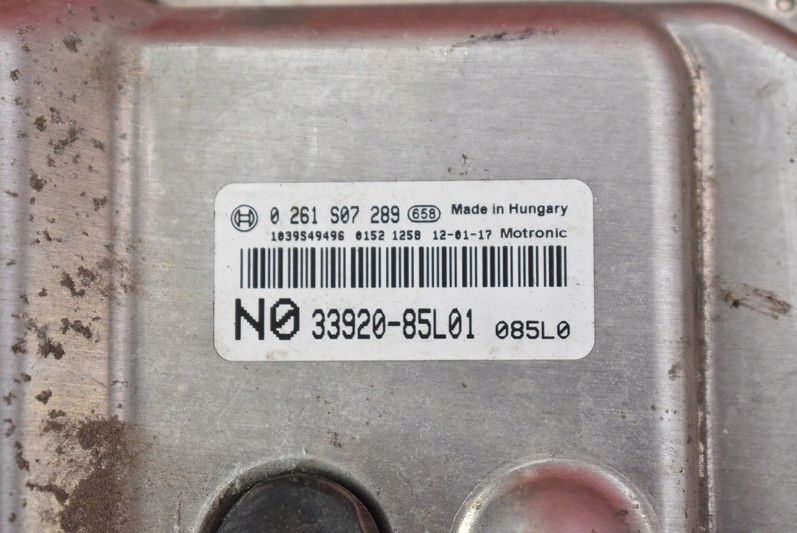 0 261 S07 289 658 Made in Hungary
1039S49496 0152 1258 12-01-17 Motronic
N0 33920-85L01 085L0